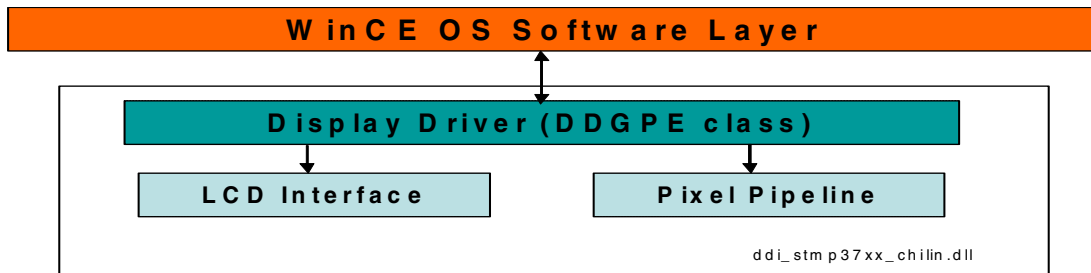 WinCE OS Software Layer
Display Driver (DDGPE class)
LCD Interface
Pixel Pipeline
ddi_stmp37xx_chilin.dll